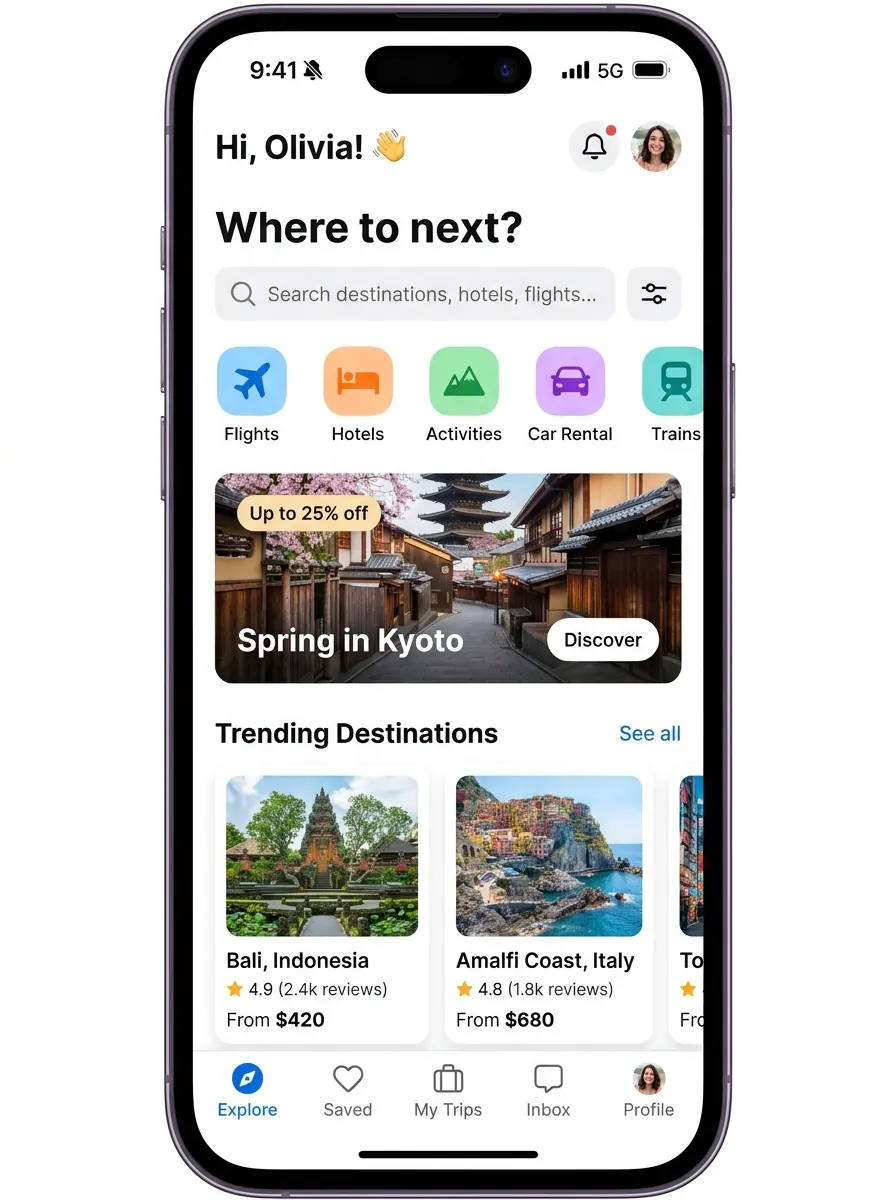 9:41 5G
Hi, Olivia! 👋
Where to next?
Search destinations, hotels, flights...
Flights Hotels Activities Car Rental Trains
Up to 25% off
Spring in Kyoto
Discover
Trending Destinations See all
Bali, Indonesia
4.9 (2.4k reviews)
From $420
Amalfi Coast, Italy
4.8 (1.8k reviews)
From $680
To
Fro
Explore Saved My Trips Inbox Profile